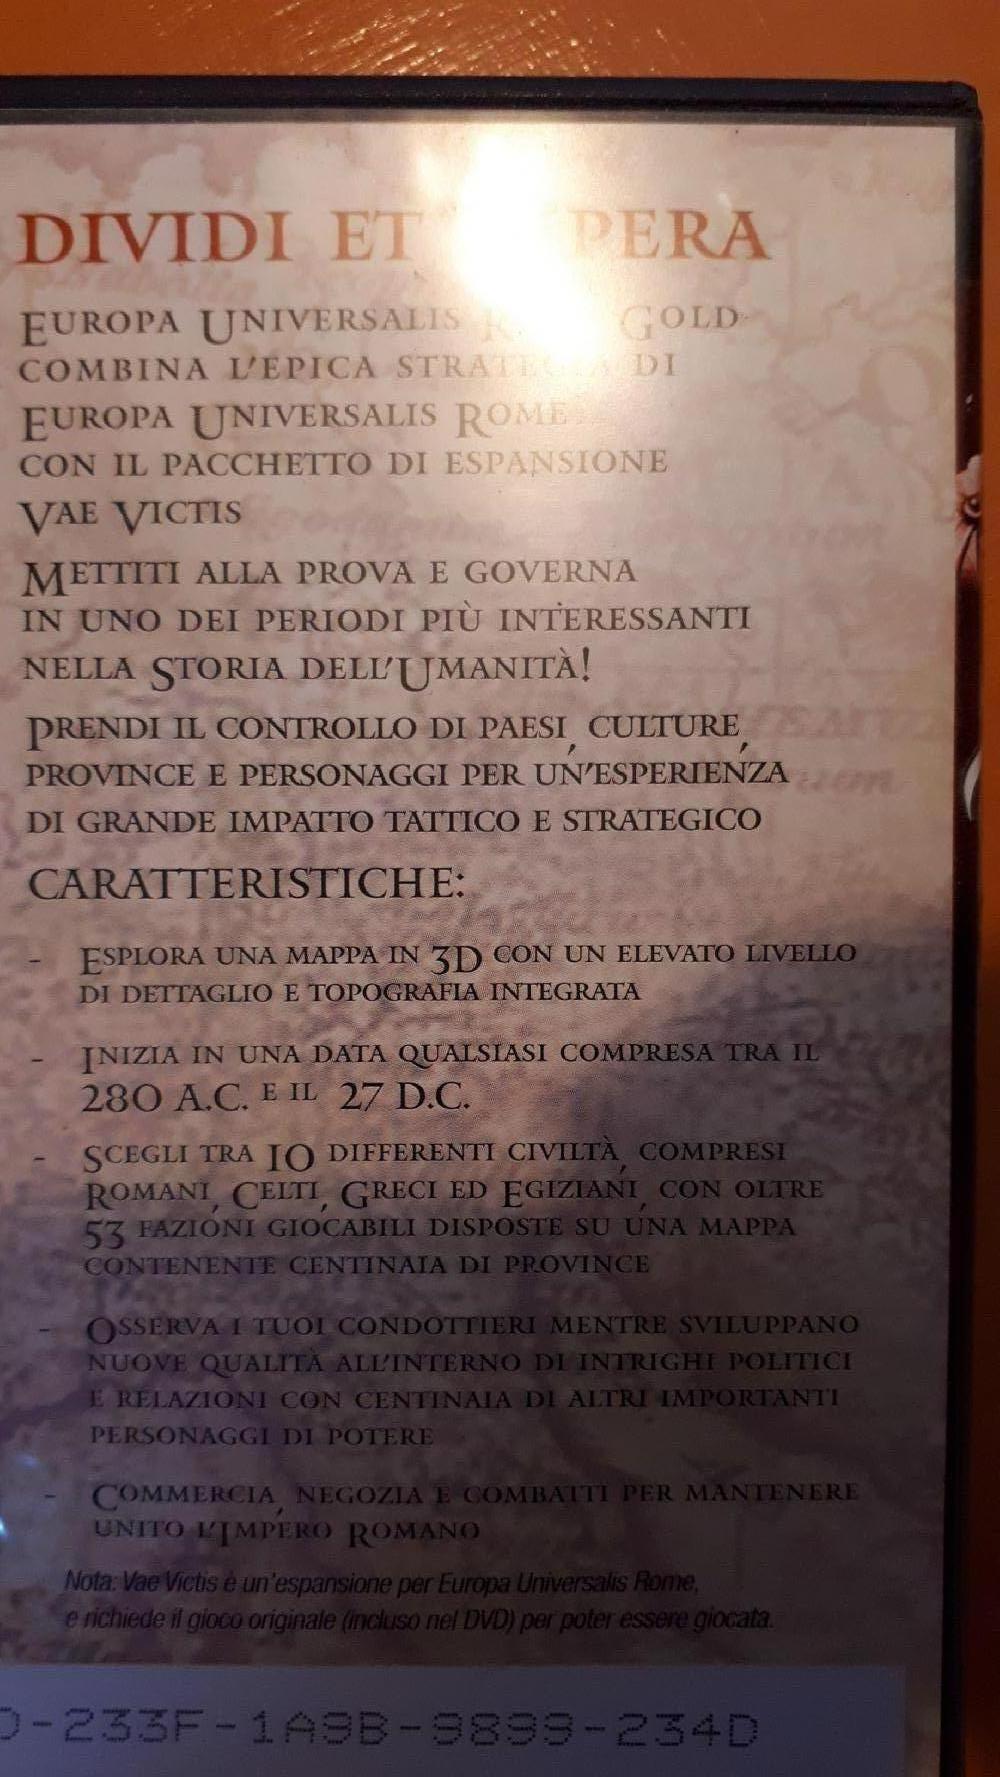 DIVIDI ET PERA
EUROPA UNIVERSALIS GOLD
COMBINA L'EPICA STRATEGIA DI
EUROPA UNIVERSALIS ROME
CON IL PACCHETTO DI ESPANSIONE
VAE VICTIS
METTITI ALLA PROVA E GOVERNA
IN UNO DEI PERIODI PIÙ INTERESSANTI
NELLA STORIA DELL'UMANITÀ!
PRENDI IL CONTROLLO DI PAESI, CULTURE,
PROVINCE E PERSONAGGI PER UN'ESPERIENZA
DI GRANDE IMPATTO TATTICO E STRATEGICO
CARATTERISTICHE:
- ESPLORA UNA MAPPA IN 3D CON UN ELEVATO LIVELLO
DI DETTAGLIO E TOPOGRAFIA INTEGRATA
- INIZIA IN UNA DATA QUALSIASI COMPRESA TRA IL
280 A.C. E IL 27 D.C.
- SCEGLI TRA 10 DIFFERENTI CIVILTÀ, COMPRESI
ROMANI, CELTI, GRECI ED EGIZIANI, CON OLTRE
53 FAZIONI GIOCABILI DISPOSTE SU UNA MAPPA
CONTENENTE CENTINAIA DI PROVINCE
- OSSERVA I TUOI CONDOTTIERI MENTRE SVILUPPANO
NUOVE QUALITÀ ALL'INTERNO DI INTRIGHI POLITICI
E RELAZIONI CON CENTINAIA DI ALTRI IMPORTANTI
PERSONAGGI DI POTERE
- COMMERCIA, NEGOZIA E COMBATTI PER MANTENERE
UNITO L'IMPERO ROMANO
Nota: Vae Victis è un'espansione per Europa Universalis Rome,
e richiede il gioco originale (incluso nel DVD) per poter essere giocata.
-233F-1A9B-9899-234D